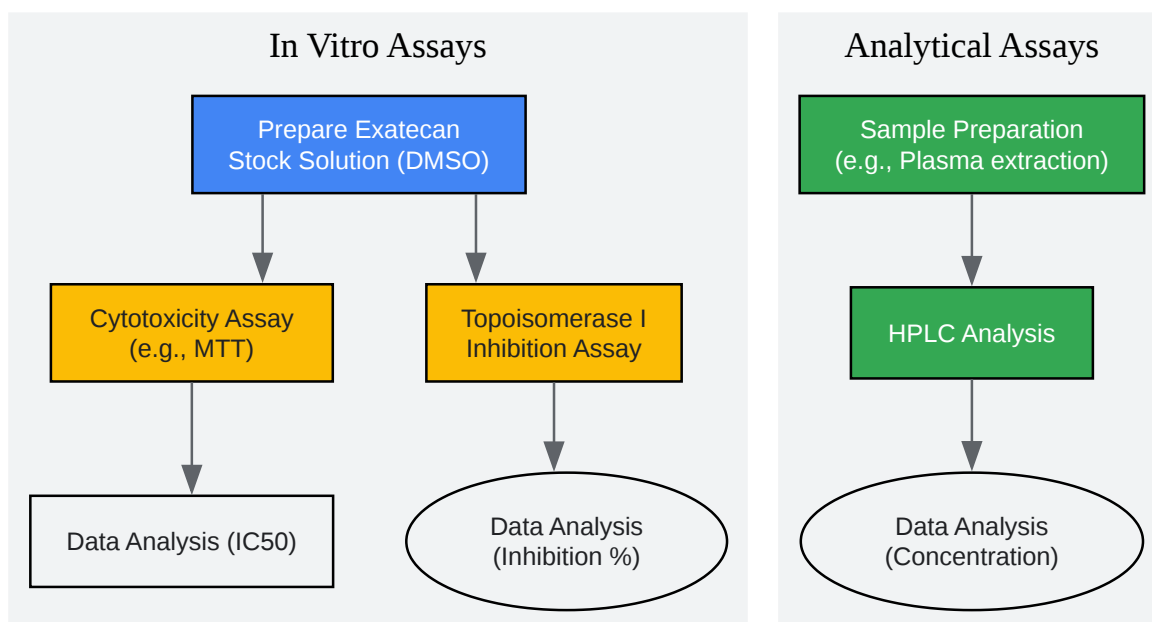 In Vitro Assays
Prepare Exatecan
Stock Solution (DMSO)
Cytotoxicity Assay
(e.g., MTT)
Topoisomerase I
Inhibition Assay
Data Analysis (IC50)
Data Analysis
(Inhibition %)
Analytical Assays
Sample Preparation
(e.g., Plasma extraction)
HPLC Analysis
Data Analysis
(Concentration)